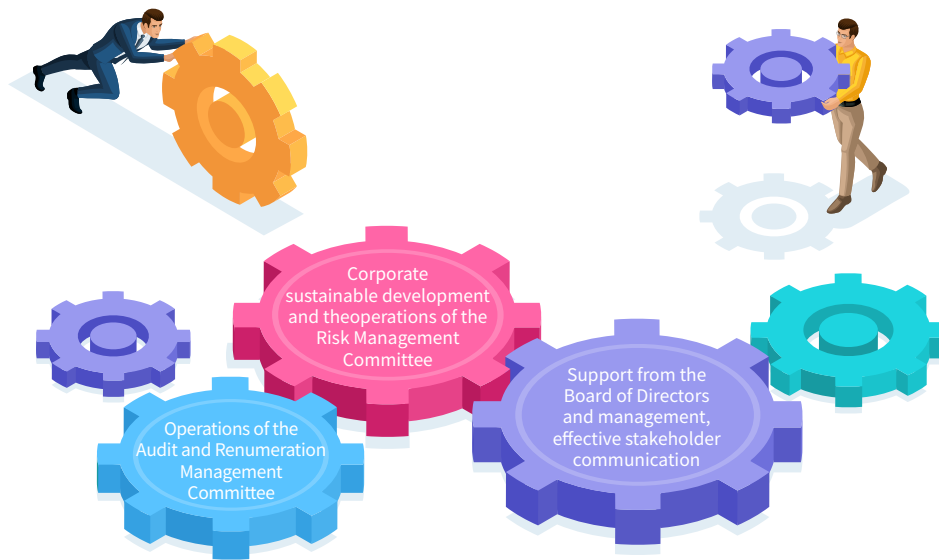 Corporate
sustainable development
and theoperations of the
Risk Management
Committee
Operations of the
Audit and Renumeration
Management
Committee
Support from the
Board of Directors
and management,
effective stakeholder
communication